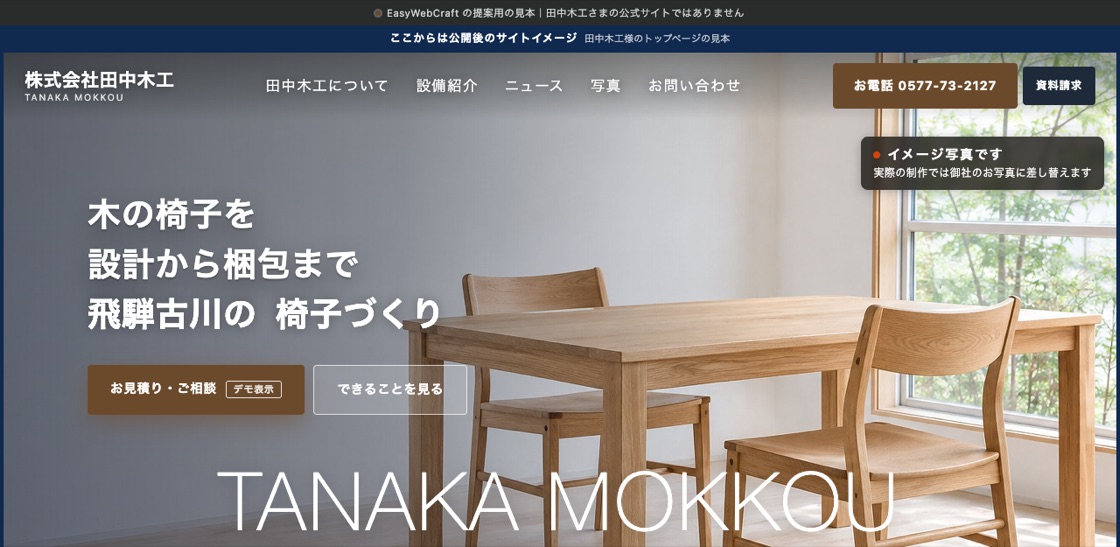 EasyWebCraft の提案用の見本｜田中木工さまの公式サイトではありません
ここからは公開後のサイトイメージ 田中木工様のトップページの見本
株式会社田中木工
TANAKA MOKKOU
田中木工について 設備紹介 ニュース 写真 お問い合わせ
お電話 0577-73-2127
資料請求
イメージ写真です
実際の制作では御社のお写真に差し替えます
木の椅子を
設計から梱包まで
飛騨古川の 椅子づくり
お見積り・ご相談 デモ表示
できることを見る
TANAKA MOKKOU